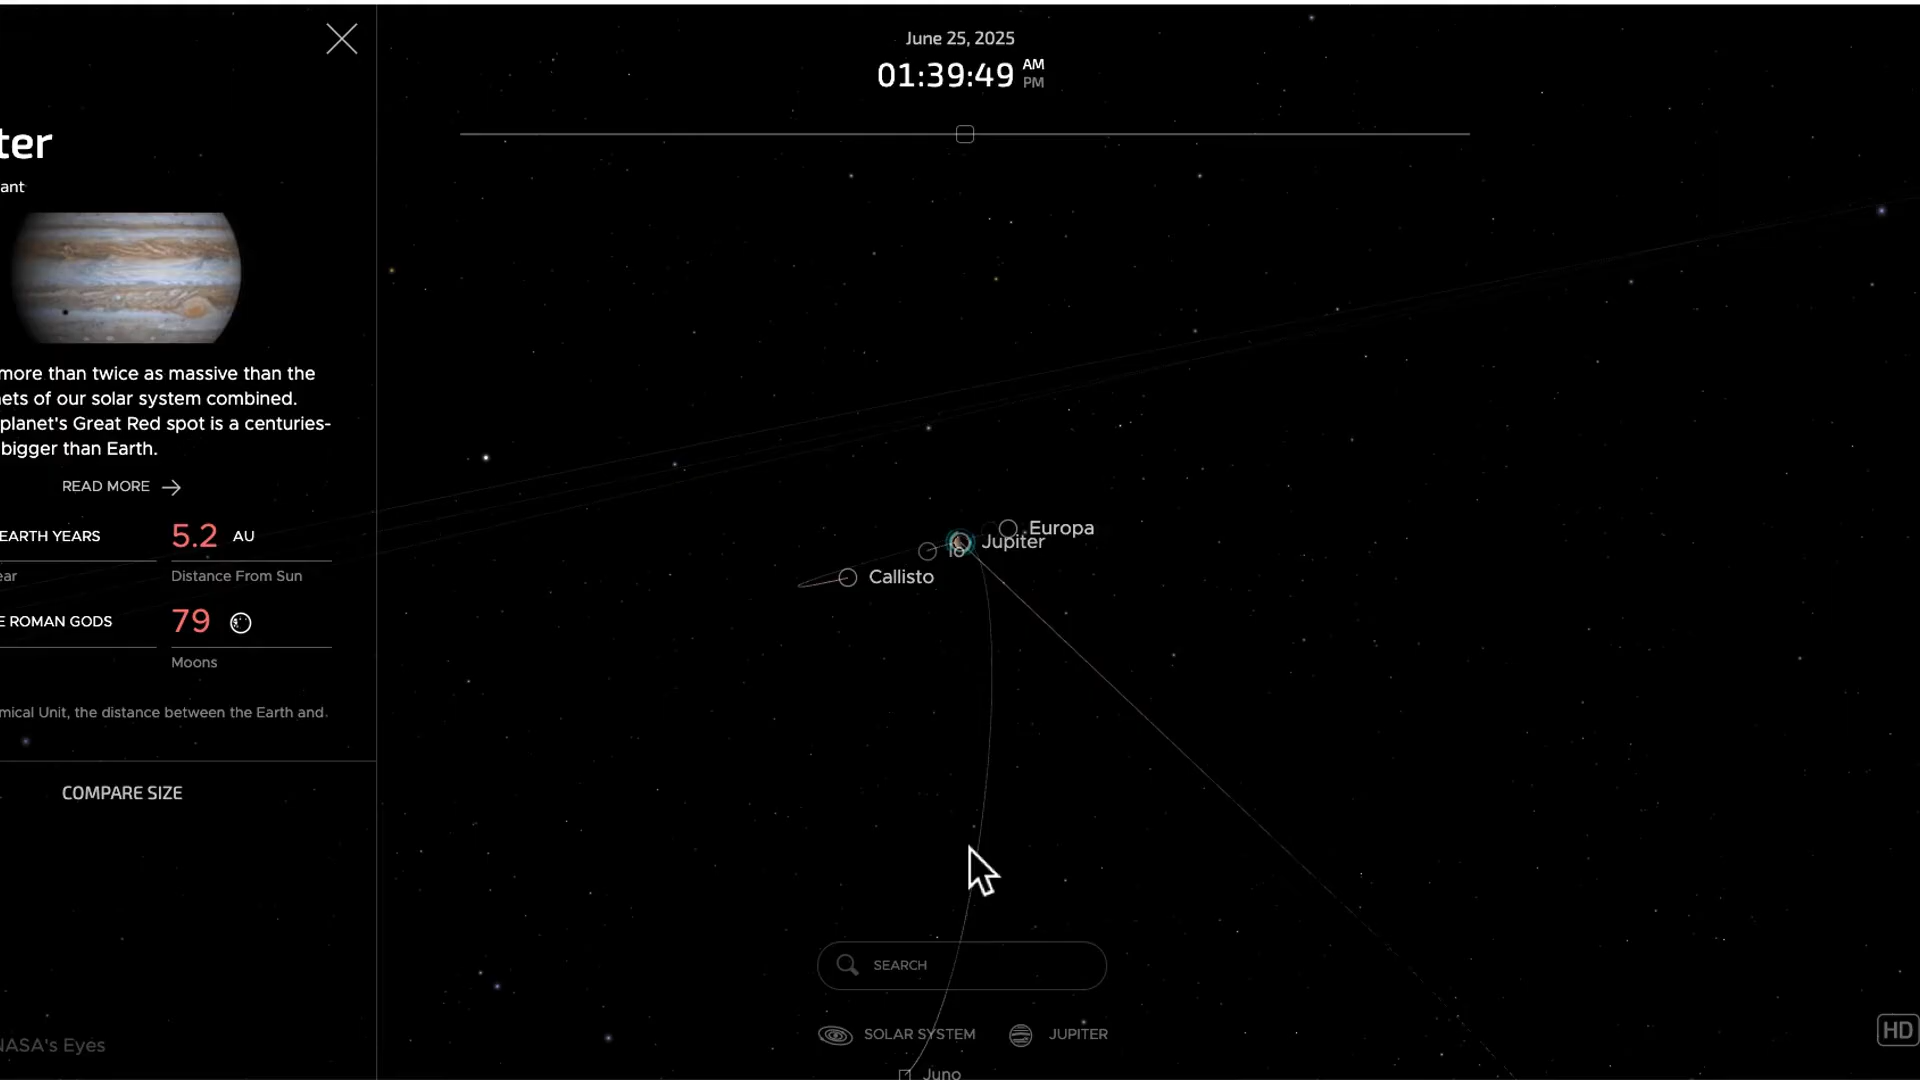 June 25, 2025
01:39:49 AM
PM
ter
ant
more than twice as massive than the
ets of our solar system combined.
planet's Great Red spot is a centuries-
bigger than Earth.
READ MORE
EARTH YEARS
5.2 AU
ear
Distance From Sun
E ROMAN GODS
79
Moons
mical Unit, the distance between the Earth and
COMPARE SIZE
NASA's Eyes
Europa
Jupiter
Io
Callisto
SEARCH
SOLAR SYSTEM
JUPITER
Juno
HD